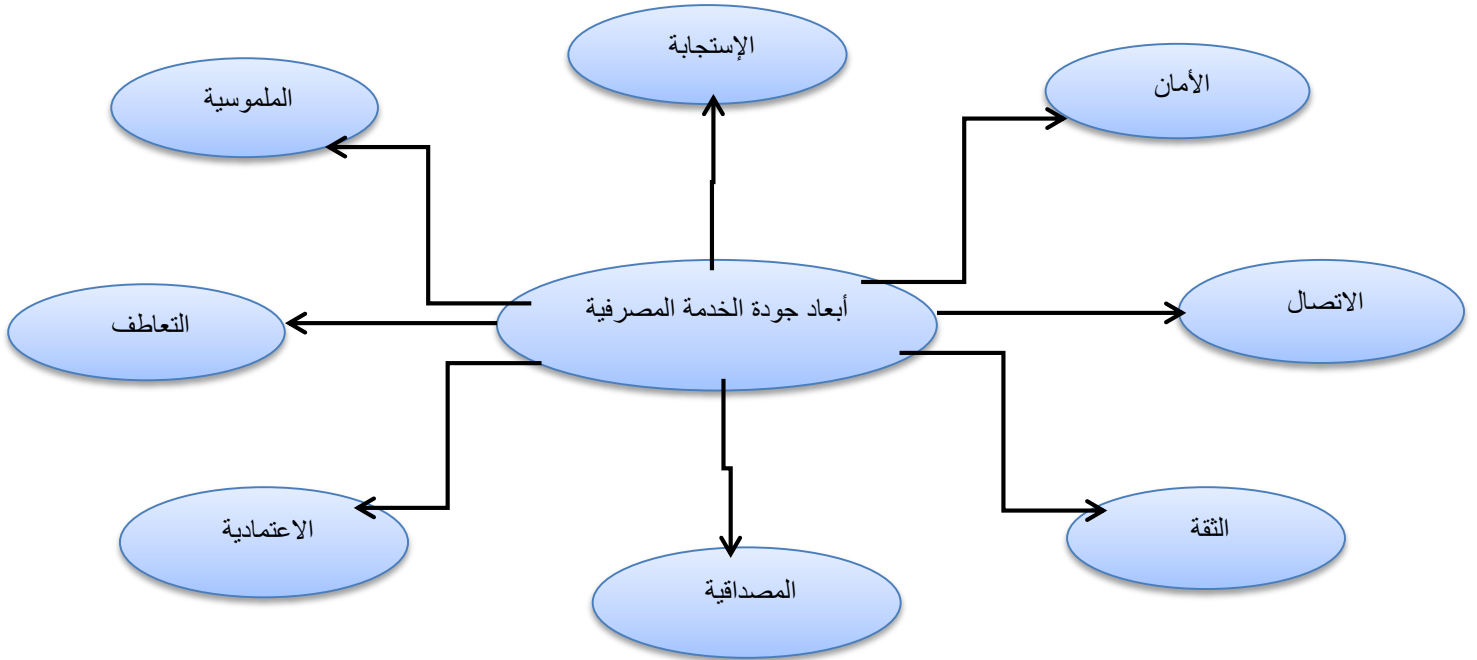 الإستجابة
الأمان
الملموسية
أبعاد جودة الخدمة المصرفية
الاتصال
التعاطف
الثقة
الاعتمادية
المصداقية